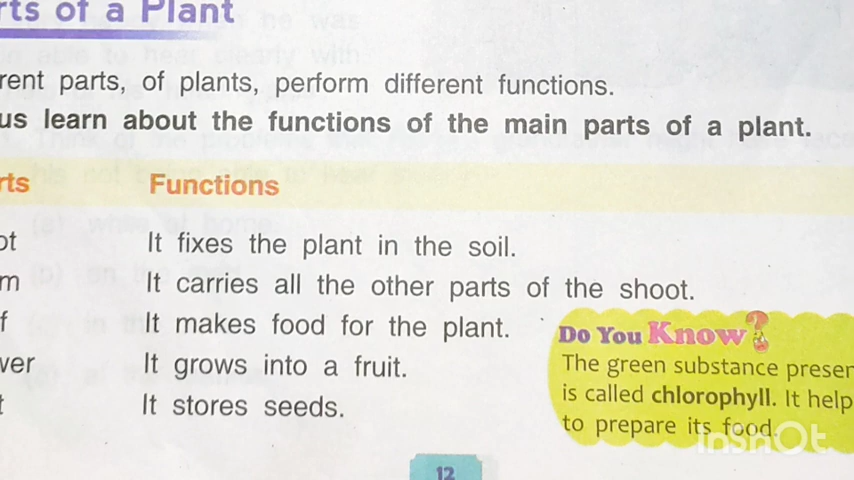 rts of a Plant
rent parts, of plants, perform different functions.
us learn about the functions of the main parts of a plant.
rts Functions
ot It fixes the plant in the soil.
m It carries all the other parts of the shoot.
f It makes food for the plant.
wer It grows into a fruit.
t It stores seeds.
Do You Know?
The green substance presen
is called chlorophyll. It help
to prepare its food.
InShOt
12